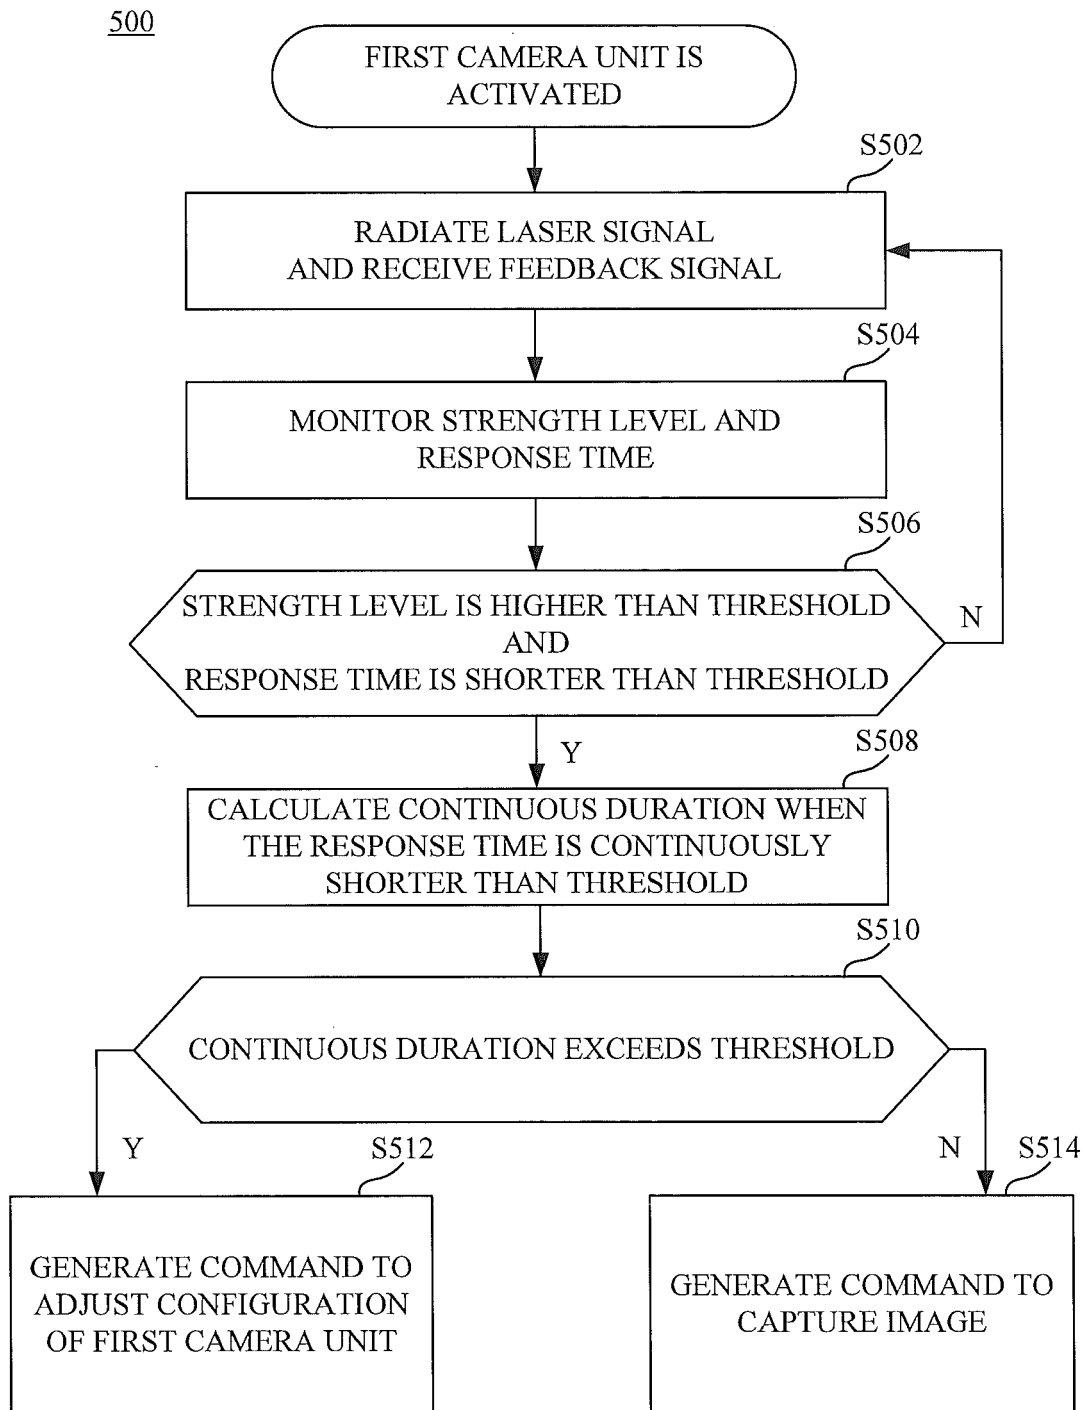 500
FIRST CAMERA UNIT IS
ACTIVATED
S502
RADIATE LASER SIGNAL
AND RECEIVE FEEDBACK SIGNAL
S504
MONITOR STRENGTH LEVEL AND
RESPONSE TIME
S506
STRENGTH LEVEL IS HIGHER THAN THRESHOLD
AND
RESPONSE TIME IS SHORTER THAN THRESHOLD
N
Y
S508
CALCULATE CONTINUOUS DURATION WHEN
THE RESPONSE TIME IS CONTINUOUSLY
SHORTER THAN THRESHOLD
S510
CONTINUOUS DURATION EXCEEDS THRESHOLD
Y
N
S512
GENERATE COMMAND TO
ADJUST CONFIGURATION
OF FIRST CAMERA UNIT
S514
GENERATE COMMAND TO
CAPTURE IMAGE